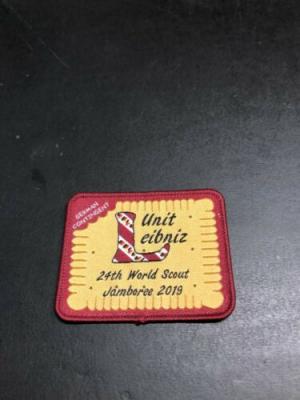 GERMAN
CONTINGENT
Unit
Leibniz
24th World Scout
Jamboree 2019